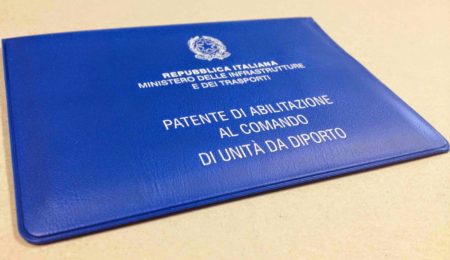 REPUBBLICA ITALIANA
MINISTERO DELLE INFRASTRUTTURE
E DEI TRASPORTI
PATENTE DI ABILITAZIONE
AL COMANDO
DI UNITÀ DA DIPORTO